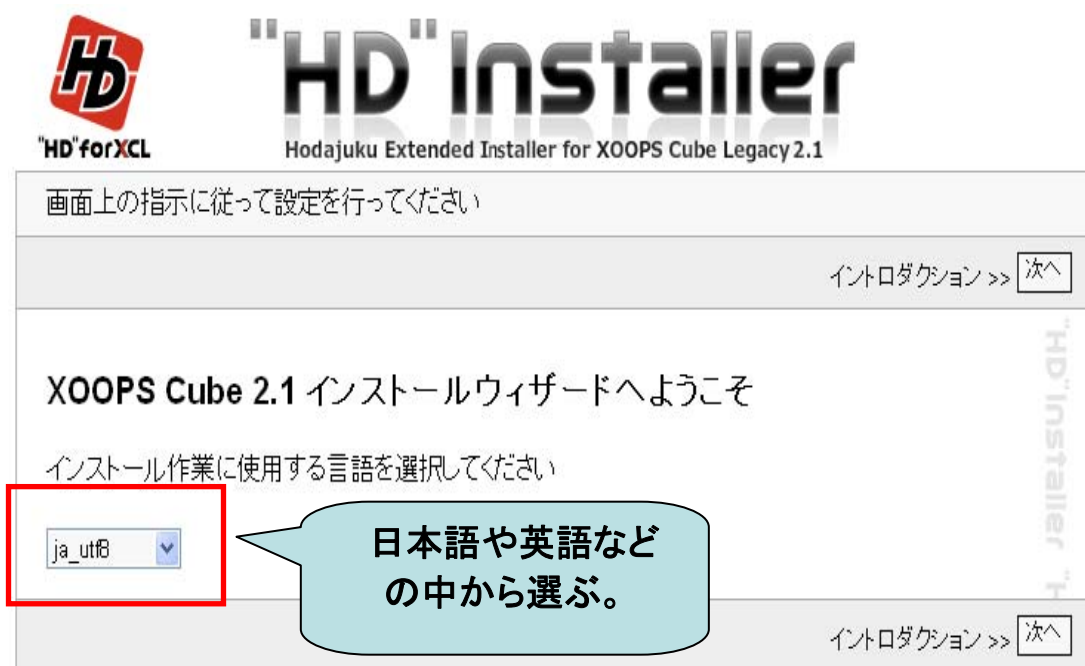 "HD" Installer
"HD" for XCL
Hodajuku Extended Installer for XOOPS Cube Legacy 2.1
画面上の指示に従って設定を行ってください
イントロダクション >> 次へ
XOOPS Cube 2.1 インストールウィザードへようこそ
インストール作業に使用する言語を選択してください
ja_utf8
日本語や英語など
の中から選ぶ。
"HD"Installer "H
イントロダクション >> 次へ